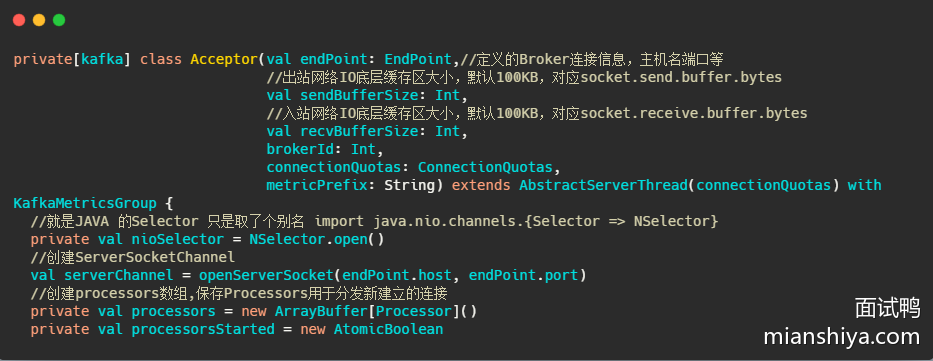 private[kafka] class Acceptor(val endPoint: EndPoint,//定义的Broker连接信息，主机名端口等
//出站网络IO底层缓存区大小，默认100KB，对应socket.send.buffer.bytes
val sendBufferSize: Int,
//入站网络IO底层缓存区大小，默认100KB，对应socket.receive.buffer.bytes
val recvBufferSize: Int,
brokerId: Int,
connectionQuotas: ConnectionQuotas,
metricPrefix: String) extends AbstractServerThread(connectionQuotas) with
KafkaMetricsGroup {
//就是JAVA 的Selector 只是取了个别名 import java.nio.channels.{Selector => NSelector}
private val nioSelector = NSelector.open()
//创建ServerSocketChannel
val serverChannel = openServerSocket(endPoint.host, endPoint.port)
//创建processors数组,保存Processors用于分发新建立的连接
private val processors = new ArrayBuffer[Processor]()
private val processorsStarted = new AtomicBoolean
面试鸭
mianshiya.com